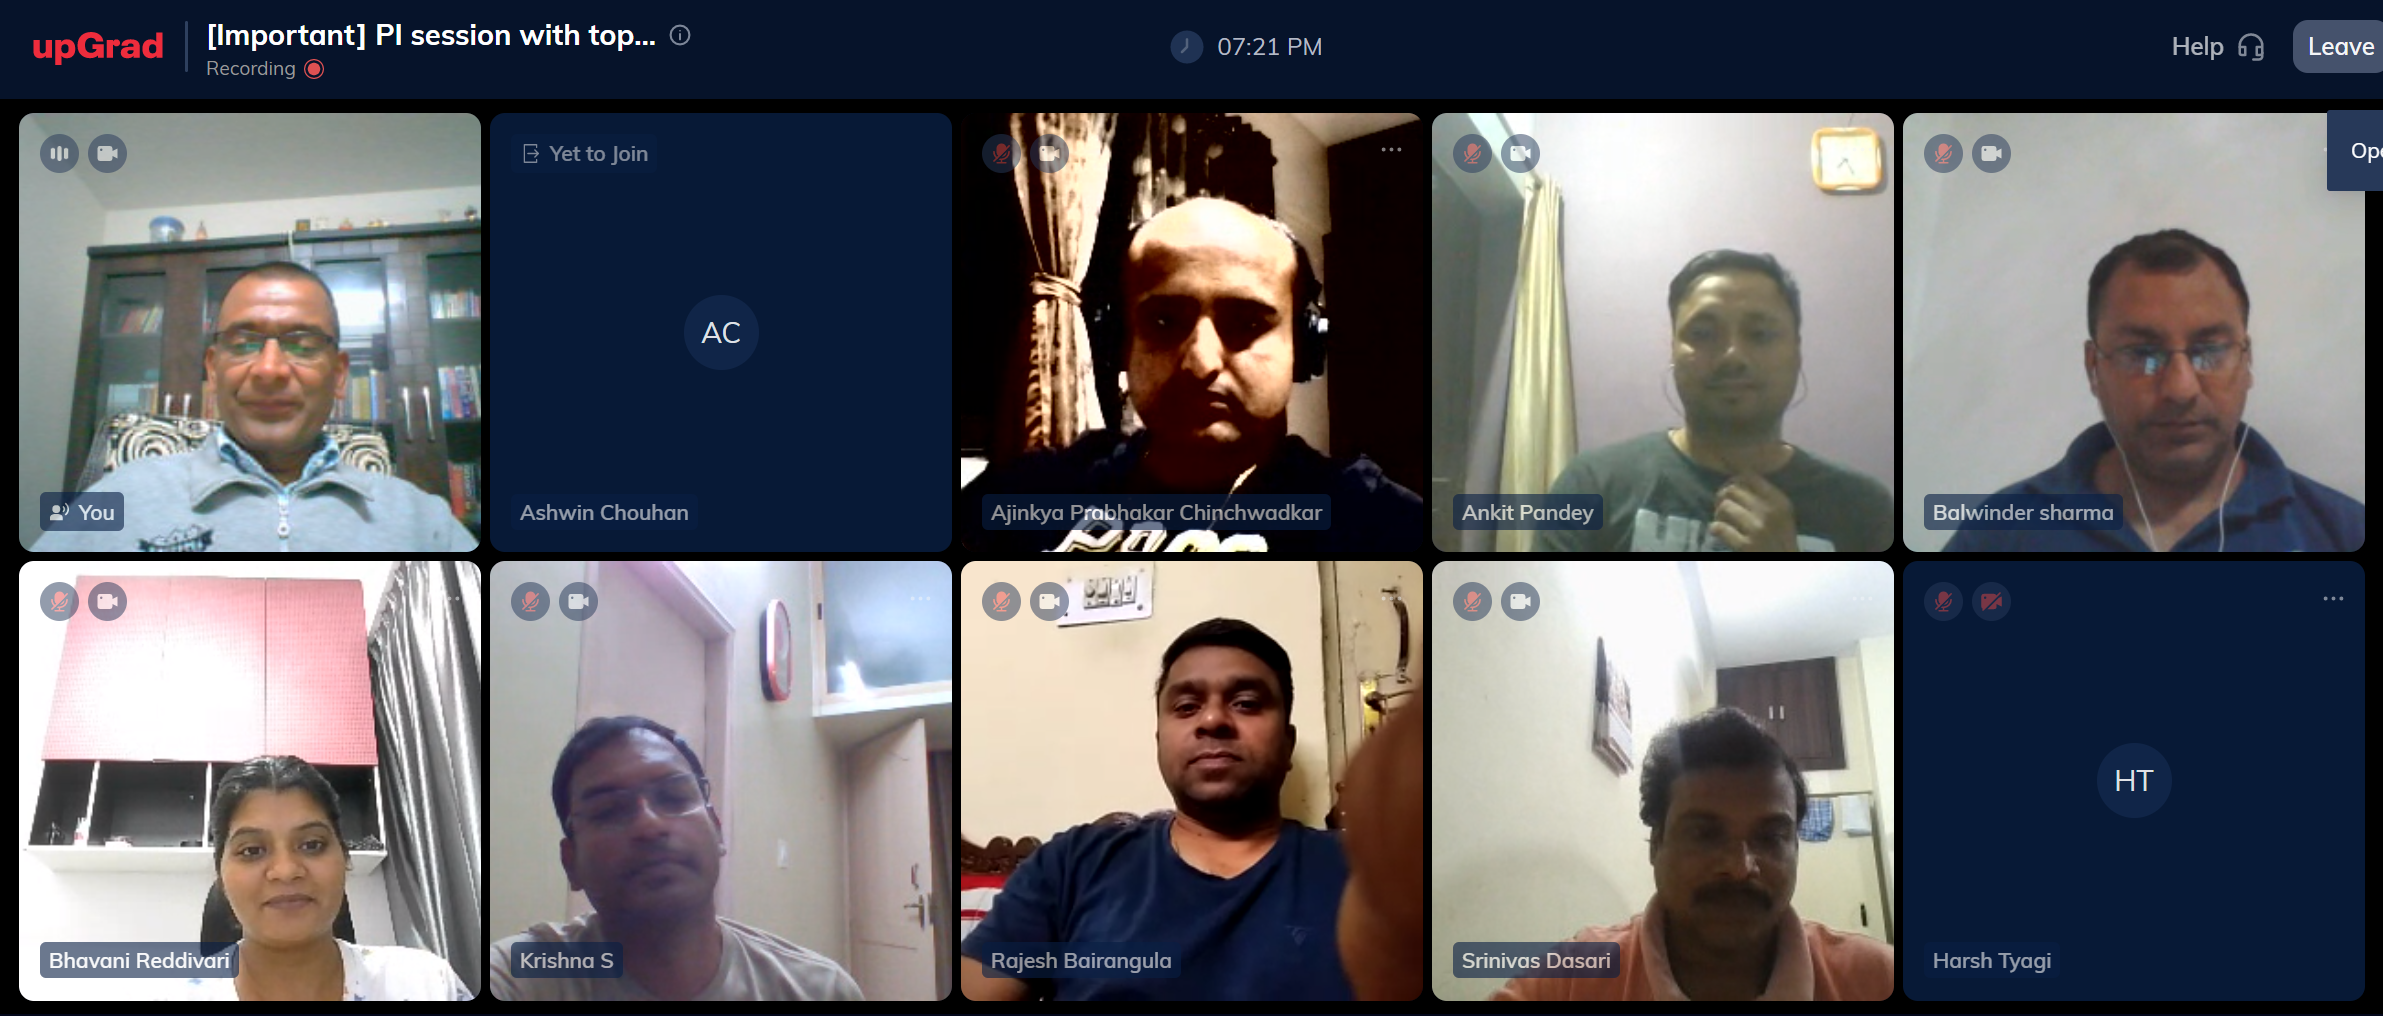 upGrad
[Important] PI session with top...
Recording
07:21 PM
Help
Leave
Yet to Join
AC
You
Ashwin Chouhan
Ajinkya Prabhakar Chinchwadkar
Ankit Pandey
Balwinder sharma
Bhavani Reddivari
Krishna S
Rajesh Bairangula
Srinivas Dasari
HT
Harsh Tyagi